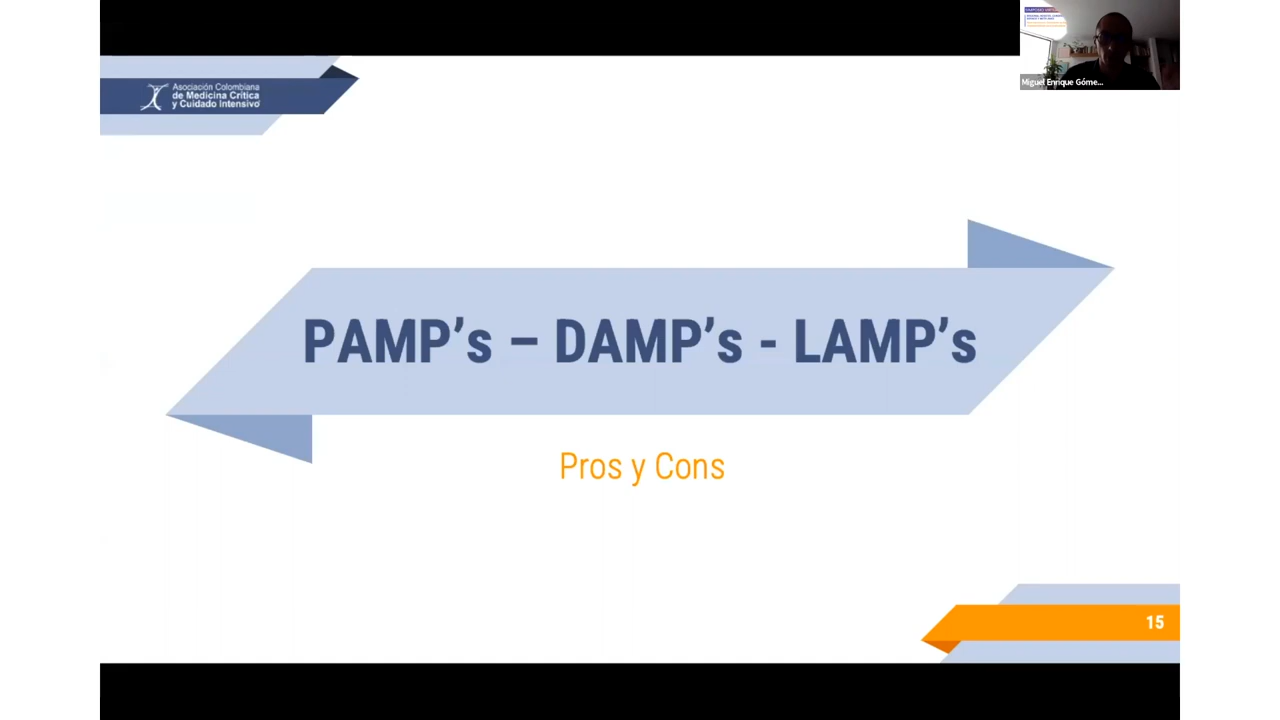 Asociación Colombiana
de Medicina Crítica
y Cuidado Intensivo
Miguel Enrique Góme...
PAMP’s – DAMP’s - LAMP’s
Pros y Cons
15